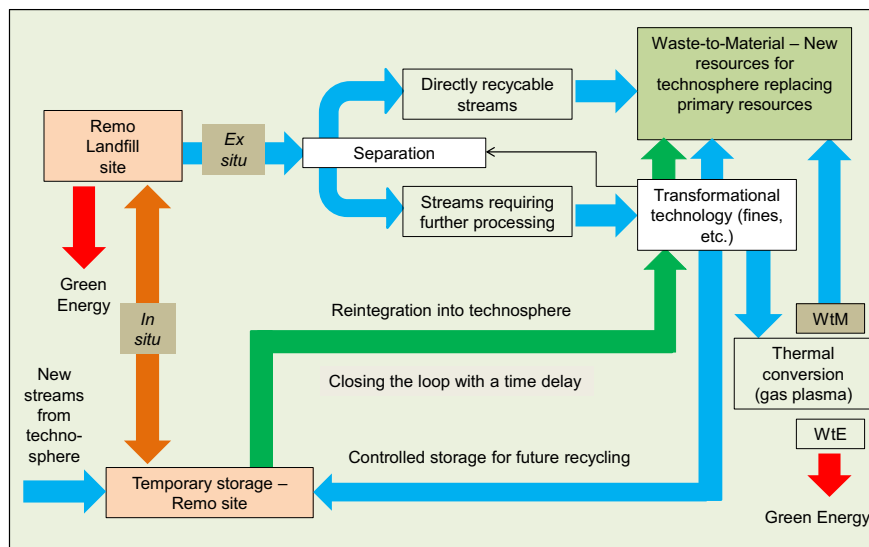 Waste-to-Material – New
resources for
technosphere replacing
primary resources
Directly recycable
streams
Remo
Landfill
site
Ex
situ
Separation
Streams requiring
further processing
Transformational
technology (fines,
etc.)
Green
Energy
In
situ
Reintegration into technosphere
WtM
Thermal
conversion
(gas plasma)
Closing the loop with a time delay
New
streams
from
techno-
sphere
WtE
Controlled storage for future recycling
Temporary storage –
Remo site
Green Energy